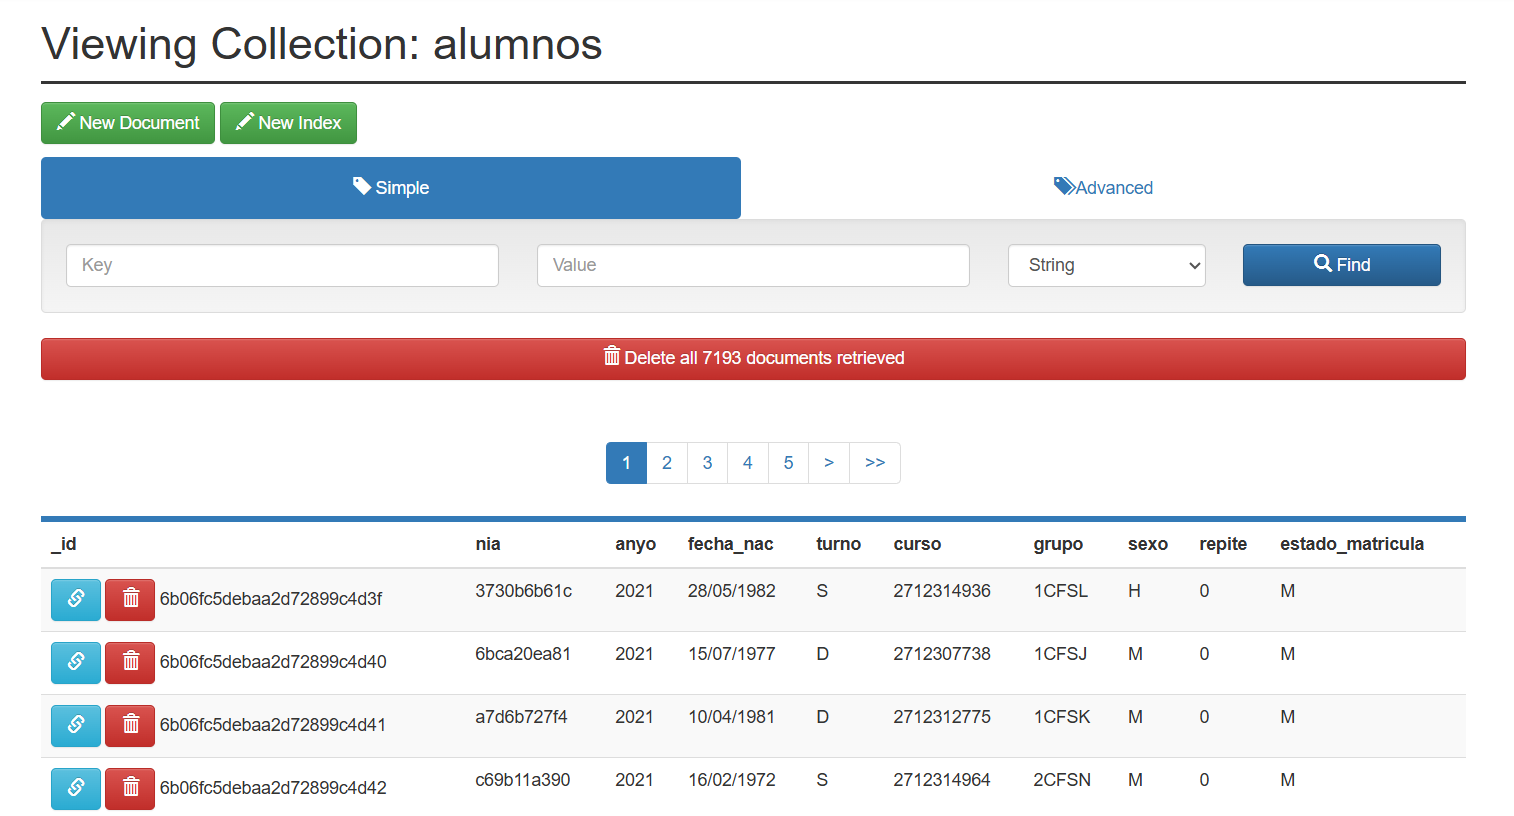 Viewing Collection: alumnos
New Document New Index
Simple Advanced
Key Value String Find
Delete all 7193 documents retrieved
1 2 3 4 5 > >>
_id nia anyo fecha_nac turno curso grupo sexo repite estado_matricula
6b06fc5debaa2d72899c4d3f 3730b6b61c 2021 28/05/1982 S 2712314936 1CFSL H 0 M
6b06fc5debaa2d72899c4d40 6bca20ea81 2021 15/07/1977 D 2712307738 1CFSJ M 0 M
6b06fc5debaa2d72899c4d41 a7d6b727f4 2021 10/04/1981 D 2712312775 1CFSK M 0 M
6b06fc5debaa2d72899c4d42 c69b11a390 2021 16/02/1972 S 2712314964 2CFSN M 0 M